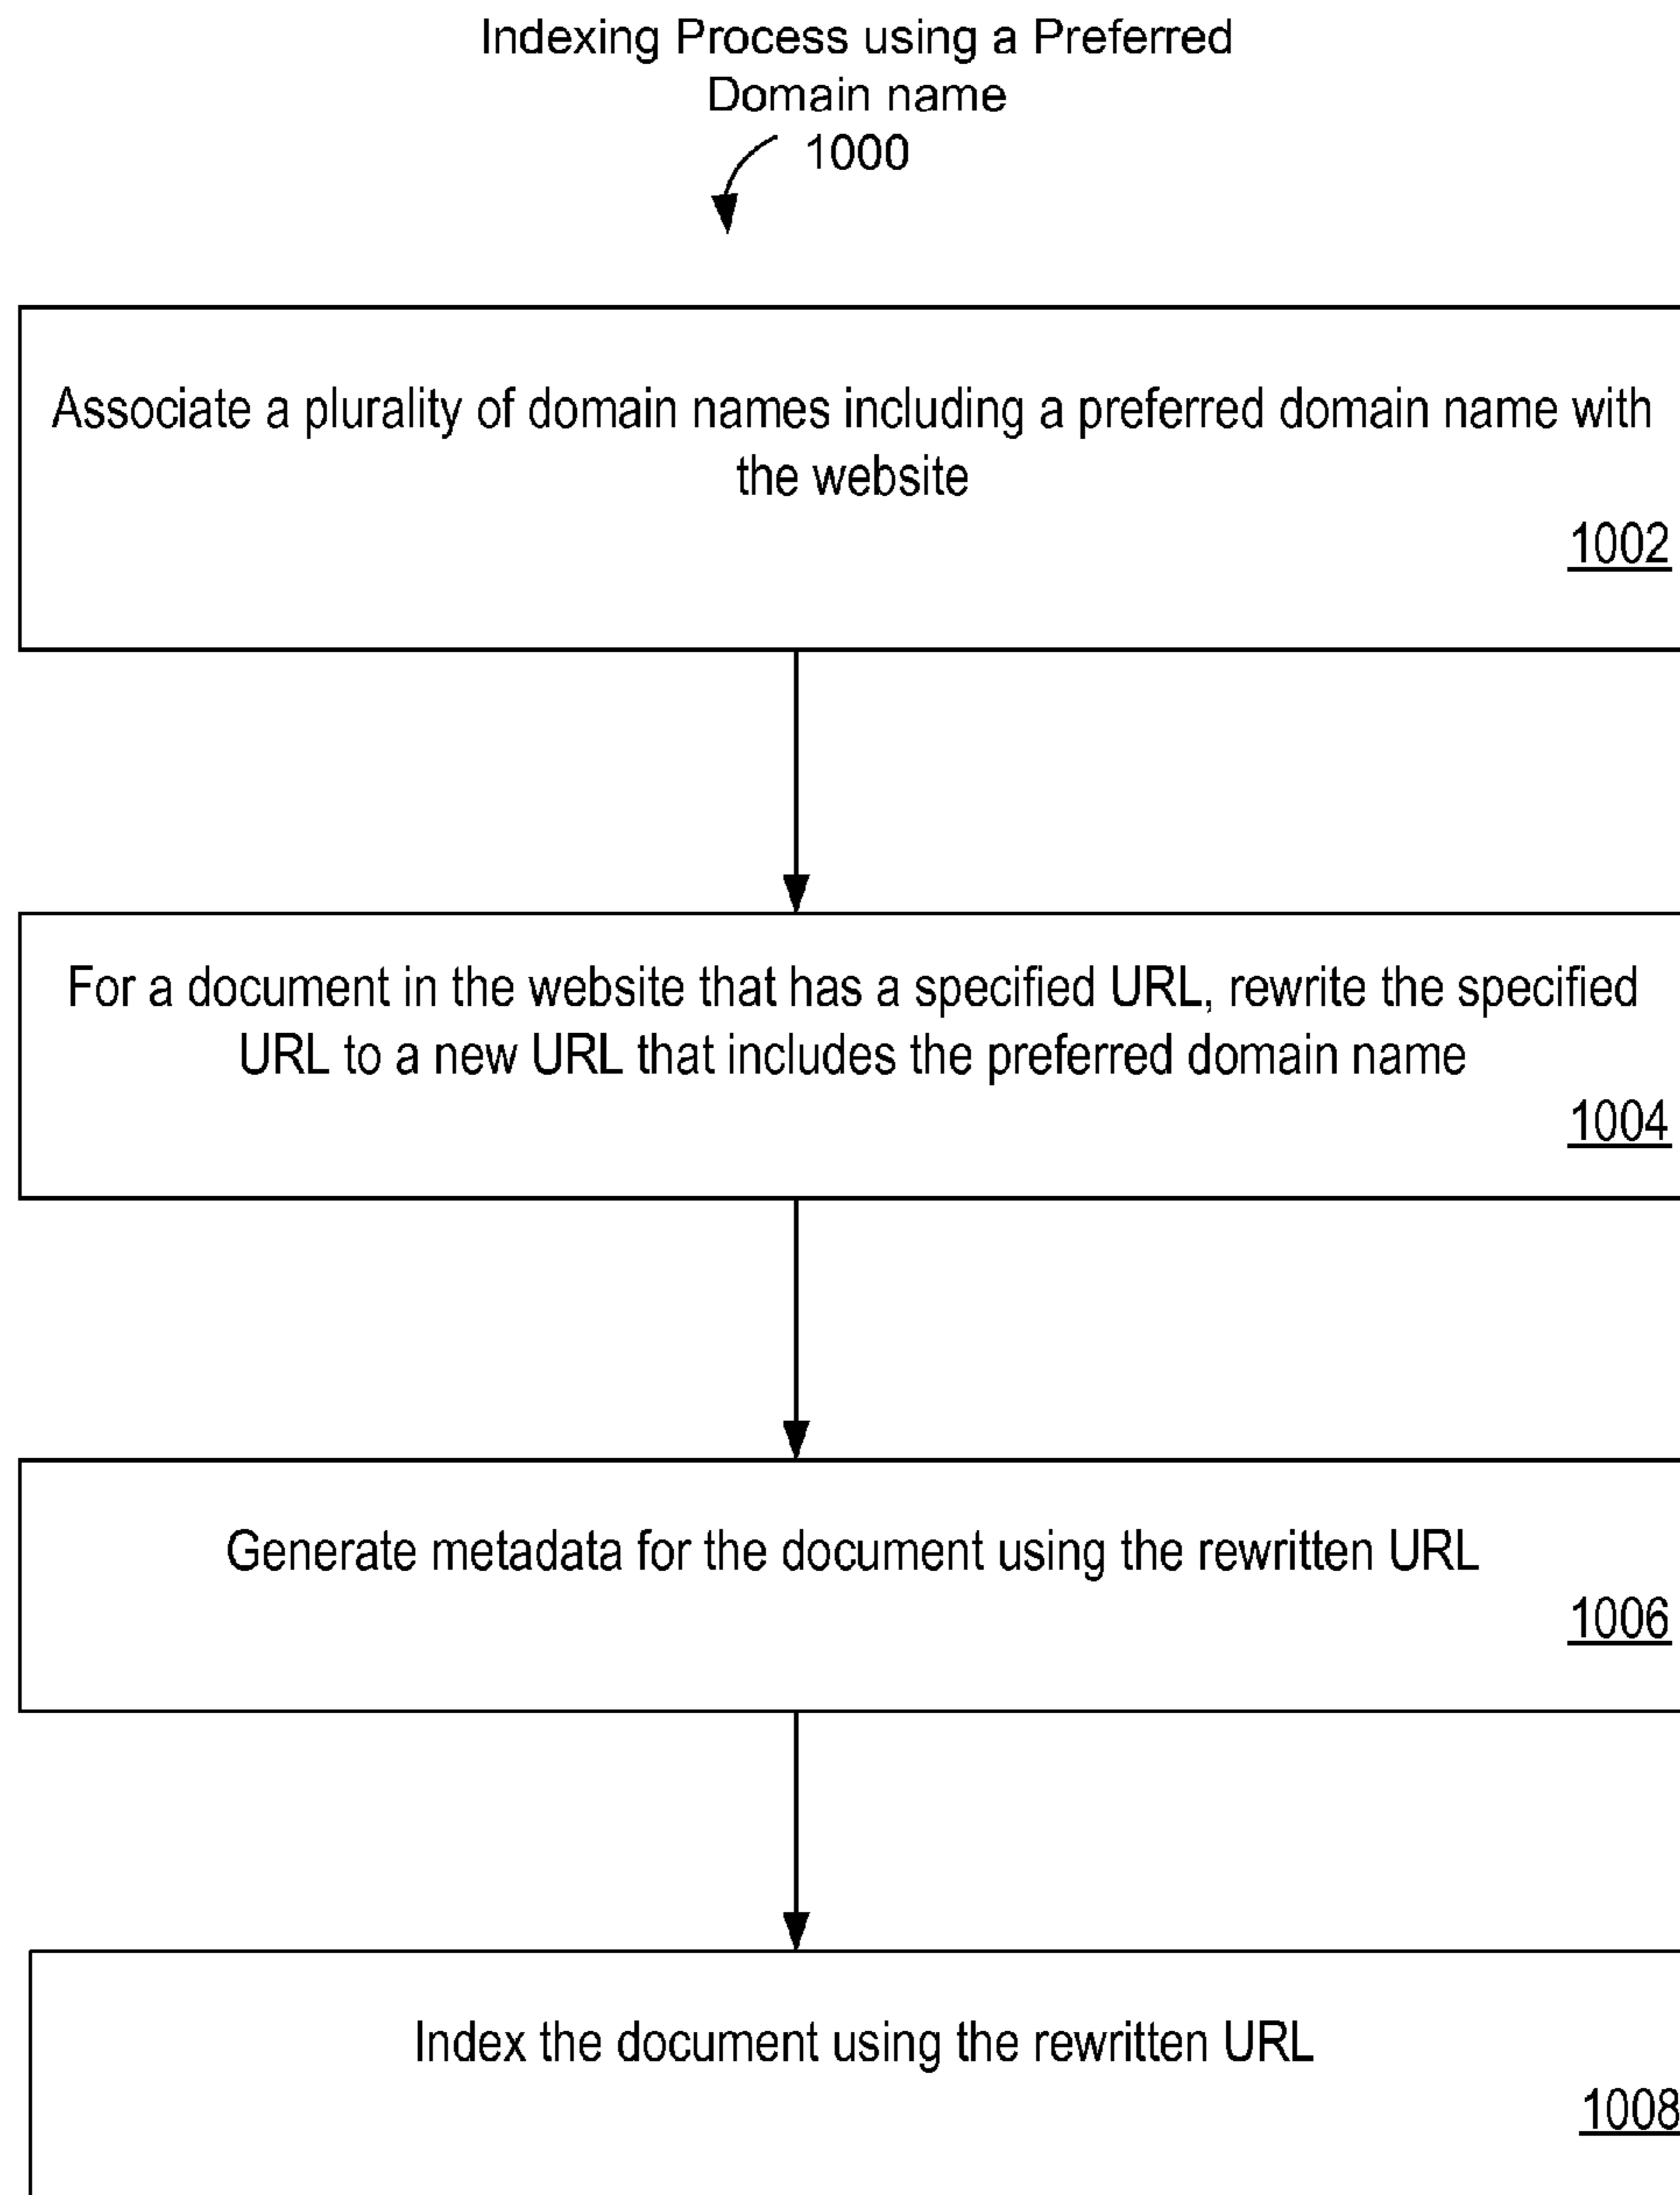 Indexing Process using a Preferred
Domain name
1000
Associate a plurality of domain names including a preferred domain name with
the website
1002
For a document in the website that has a specified URL, rewrite the specified
URL to a new URL that includes the preferred domain name
1004
Generate metadata for the document using the rewritten URL
1006
Index the document using the rewritten URL
1008